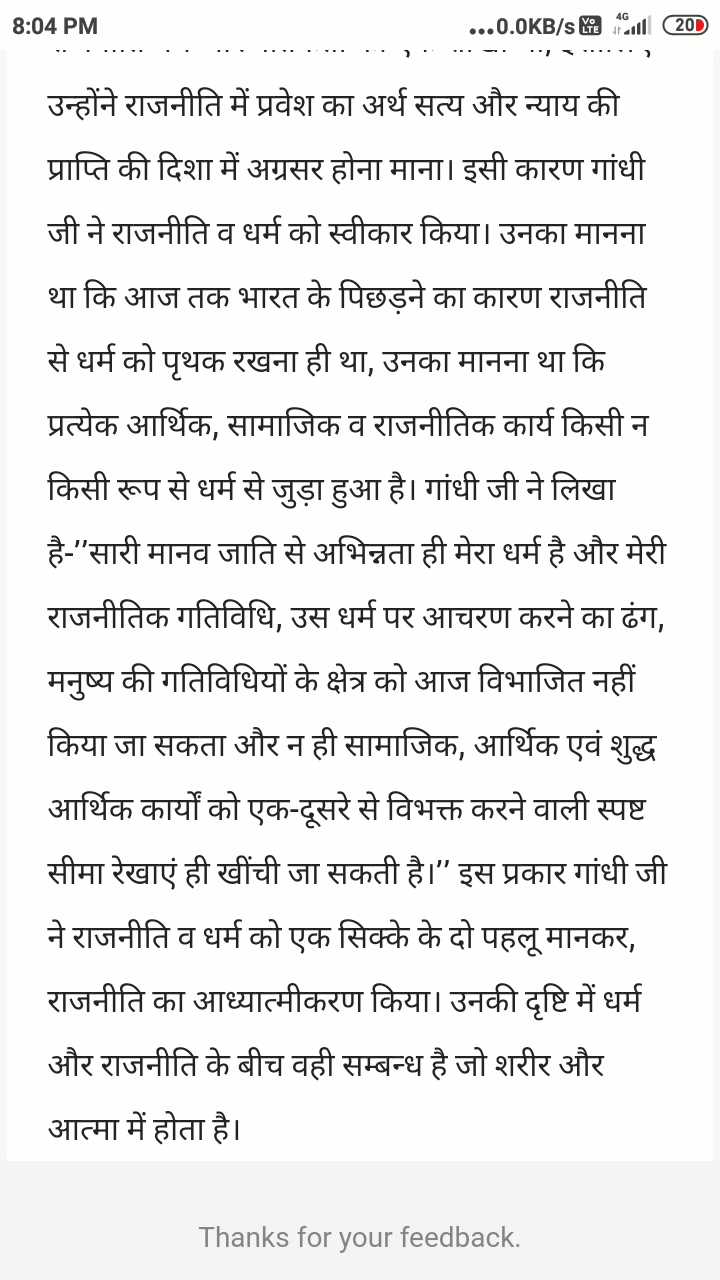 8:04 PM ...0.0KB/s Vo LTE 4G 20
उन्होंने राजनीति में प्रवेश का अर्थ सत्य और न्याय की
प्राप्ति की दिशा में अग्रसर होना माना। इसी कारण गांधी
जी ने राजनीति व धर्म को स्वीकार किया। उनका मानना
था कि आज तक भारत के पिछड़ने का कारण राजनीति
से धर्म को पृथक रखना ही था, उनका मानना था कि
प्रत्येक आर्थिक, सामाजिक व राजनीतिक कार्य किसी न
किसी रूप से धर्म से जुड़ा हुआ है। गांधी जी ने लिखा
है-’’सारी मानव जाति से अभिन्नता ही मेरा धर्म है और मेरी
राजनीतिक गतिविधि, उस धर्म पर आचरण करने का ढंग,
मनुष्य की गतिविधियों के क्षेत्र को आज विभाजित नहीं
किया जा सकता और न ही सामाजिक, आर्थिक एवं शुद्ध
आर्थिक कार्यों को एक-दूसरे से विभक्त करने वाली स्पष्ट
सीमा रेखाएं ही खींची जा सकती है।’’ इस प्रकार गांधी जी
ने राजनीति व धर्म को एक सिक्के के दो पहलू मानकर,
राजनीति का आध्यात्मीकरण किया। उनकी दृष्टि में धर्म
और राजनीति के बीच वही सम्बन्ध है जो शरीर और
आत्मा में होता है।
Thanks for your feedback.